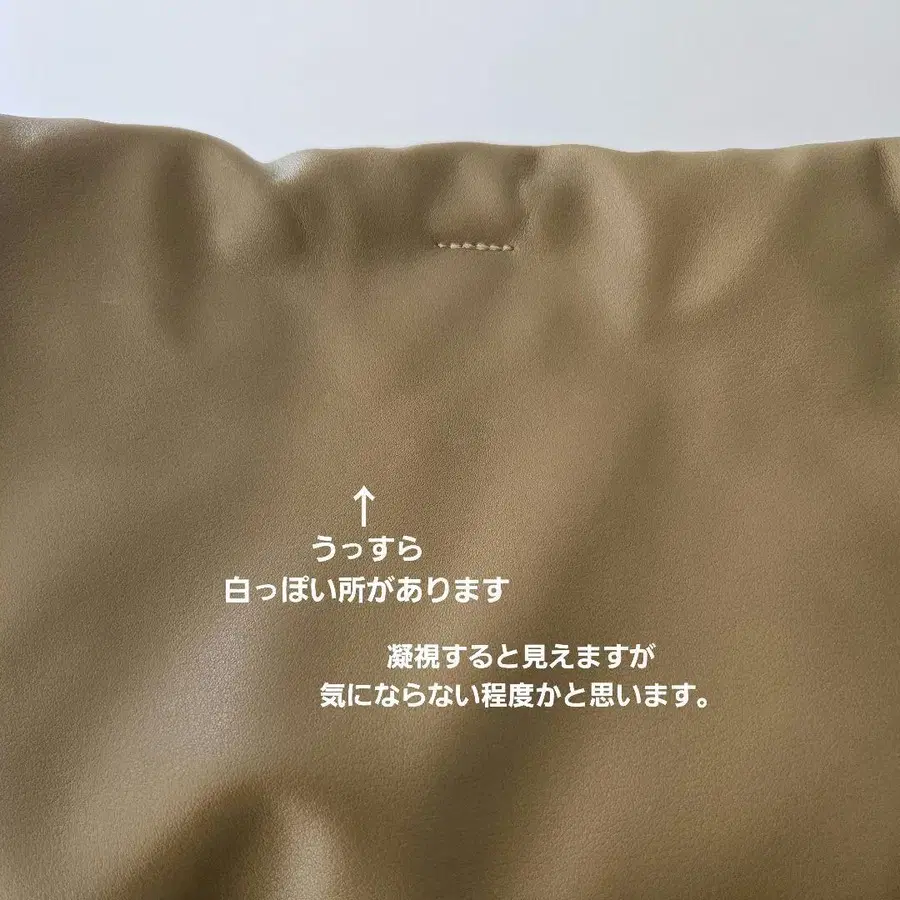 ↑
うっすら
白っぽい所があります
凝視すると見えますが
気にならない程度かと思います。